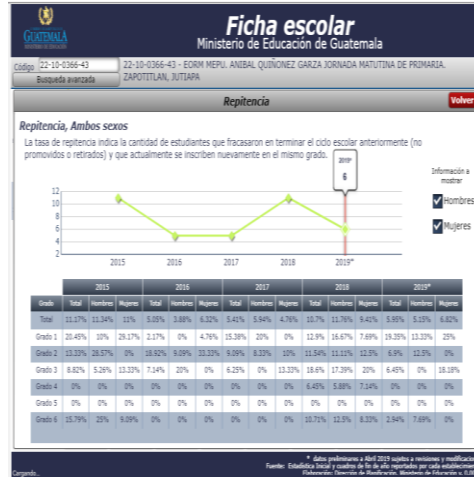 GUATEMALA
MINISTERIO DE EDUCACIÓN
Ficha escolar
Ministerio de Educación de Guatemala
Código 22-10-0366-43
Busqueda avanzada
22-10-0366-43 - EORM MEPU. ANIBAL QUIÑONEZ GARZA JORNADA MATUTINA DE PRIMARIA.
ZAPOTITLAN, JUTIAPA
Repitencia
Volver
Repitencia, Ambos sexos
La tasa de repitencia indica la cantidad de estudiantes que fracasaron en terminar el ciclo escolar anteriormente (no
promovidos o retirados) y que actualmente se inscriben nuevamente en el mismo grado.
2019*
6
Información a
mostrar
Hombres
Mujeres
12
10
8
6
4
2
2015 2016 2017 2018 2019*
2015 2016 2017 2018 2019*
Grado Total Hombres Mujeres Total Hombres Mujeres Total Hombres Mujeres Total Hombres Mujeres Total Hombres Mujeres
Total 11.17% 11.34% 11% 5.05% 3.88% 6.32% 5.41% 5.94% 4.76% 10.7% 11.76% 9.41% 5.95% 5.15% 6.82%
Grado 1 20.45% 10% 29.17% 2.17% 0% 4.76% 15.38% 20% 0% 12.9% 16.67% 7.69% 19.35% 13.33% 25%
Grado 2 13.33% 28.57% 0% 18.92% 9.09% 33.33% 9.09% 8.33% 10% 11.54% 11.11% 12.5% 6.9% 12.5% 0%
Grado 3 8.82% 5.26% 13.33% 7.14% 20% 0% 6.25% 0% 13.33% 18.6% 17.39% 20% 6.45% 0% 18.18%
Grado 4 0% 0% 0% 0% 0% 0% 0% 0% 0% 6.45% 5.88% 7.14% 0% 0% 0%
Grado 5 0% 0% 0% 0% 0% 0% 0% 0% 0% 0% 0% 0% 0% 0% 0%
Grado 6 15.79% 25% 9.09% 0% 0% 0% 0% 0% 0% 10.71% 12.5% 8.33% 2.94% 7.69% 0%
* datos preliminares a Abril 2019 sujetos a revisiones y modificacio
Fuente: Estadística Inicial y cuadros de fin de año reportados por cada establecimien
Elaboración: Dirección de Planificación, Ministerio de Educación
Cargando..